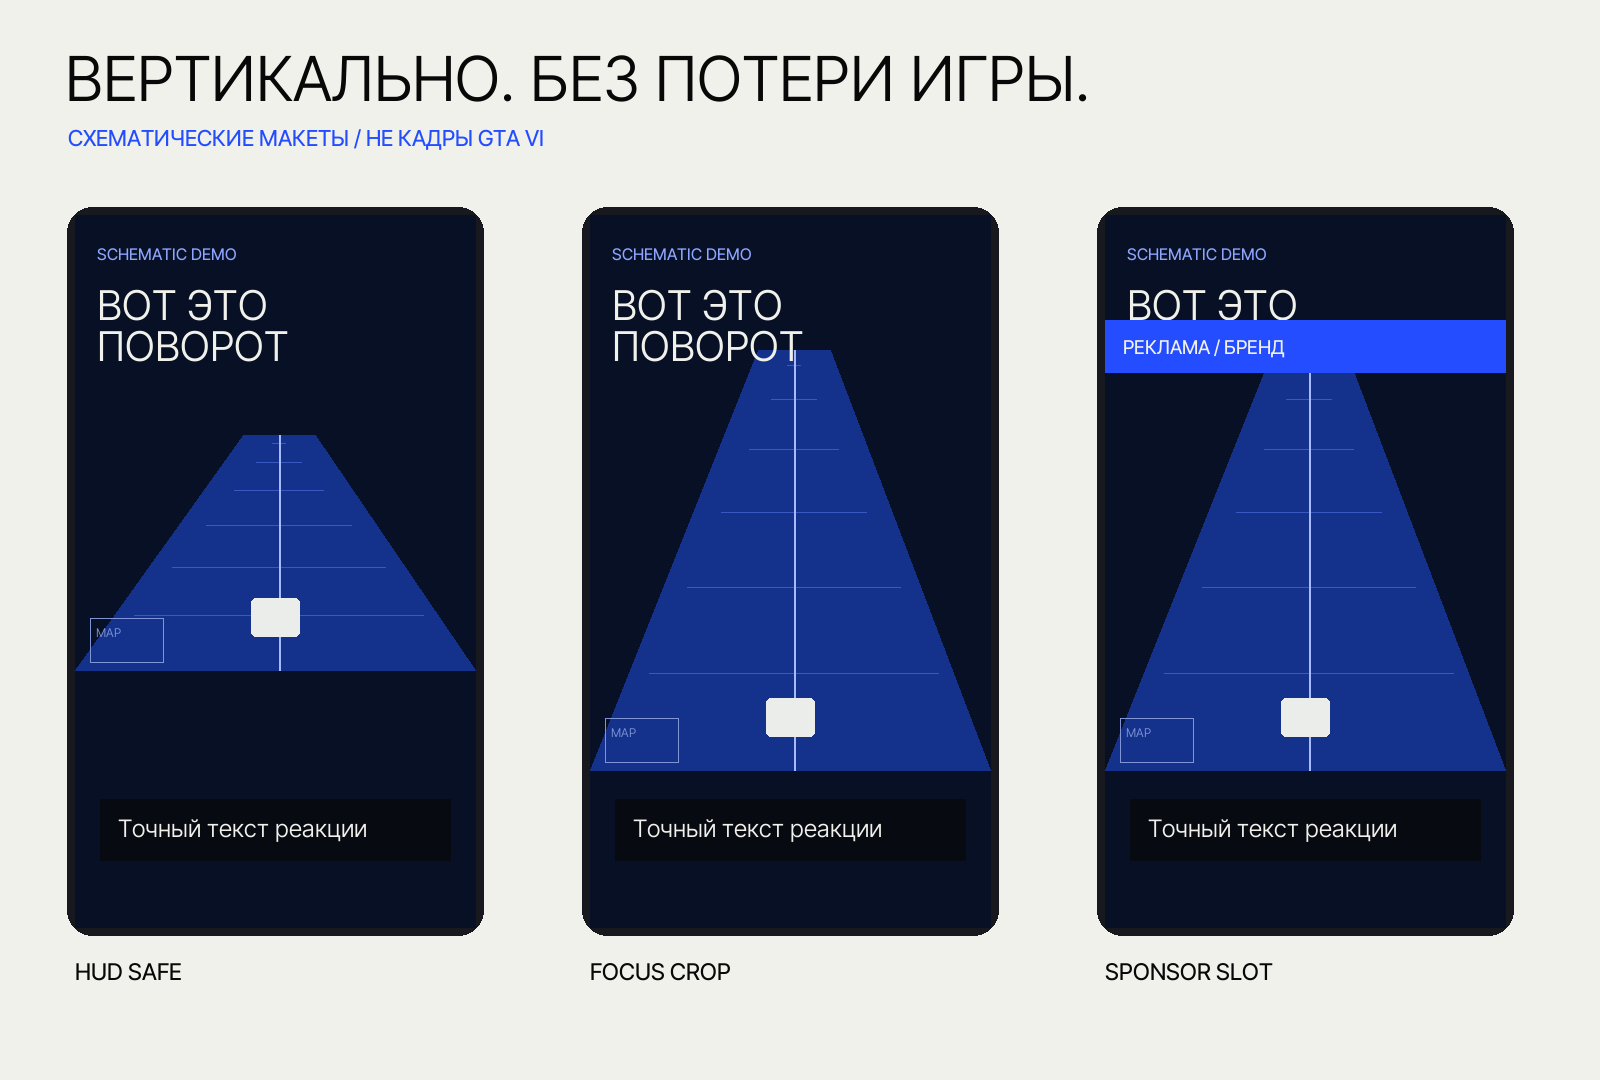 ВЕРТИКАЛЬНО. БЕЗ ПОТЕРИ ИГРЫ.
СХЕМАТИЧЕСКИЕ МАКЕТЫ / НЕ КАДРЫ GTA VI
SCHEMATIC DEMO
ВОТ ЭТО
ПОВОРОТ
MAP
Точный текст реакции
HUD SAFE
SCHEMATIC DEMO
ВОТ ЭТО
ПОВОРОТ
MAP
Точный текст реакции
FOCUS CROP
SCHEMATIC DEMO
ВОТ ЭТО
РЕКЛАМА / БРЕНД
MAP
Точный текст реакции
SPONSOR SLOT